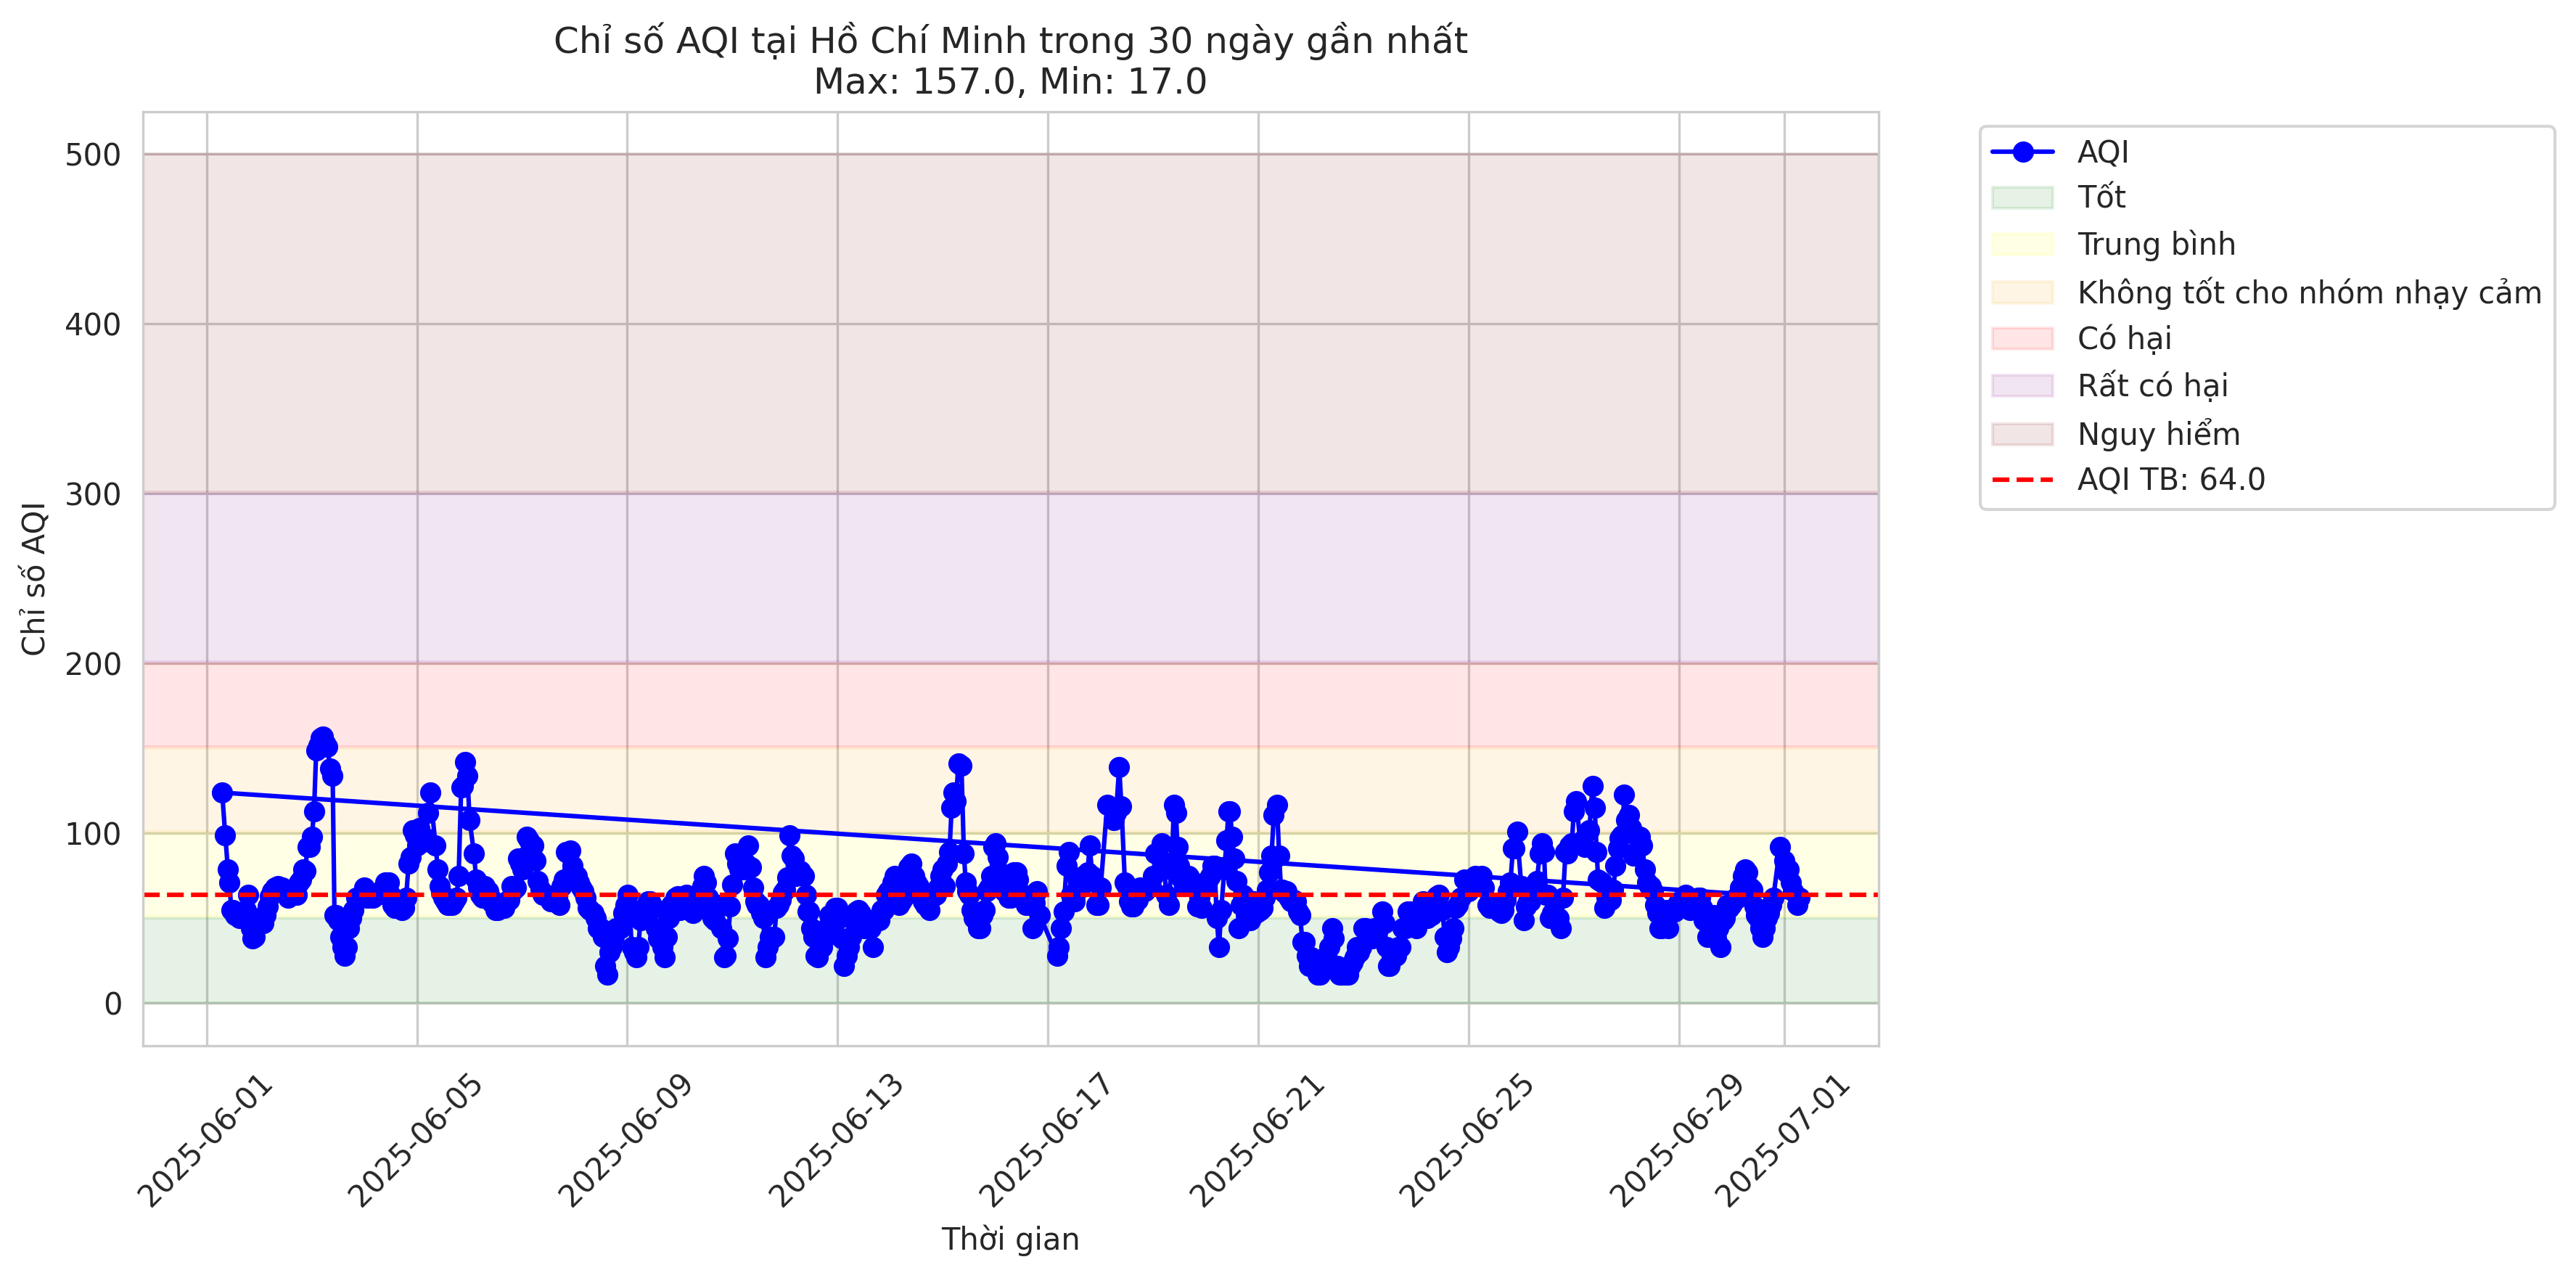 Chỉ số AQI tại Hồ Chí Minh trong 30 ngày gần nhất
Max: 157.0, Min: 17.0
Chỉ số AQI
500
400
300
200
100
0
2025-06-01
2025-06-05
2025-06-09
2025-06-13
2025-06-17
2025-06-21
2025-06-25
2025-06-29
2025-07-01
Thời gian
AQI
Tốt
Trung bình
Không tốt cho nhóm nhạy cảm
Có hại
Rất có hại
Nguy hiểm
AQI TB: 64.0